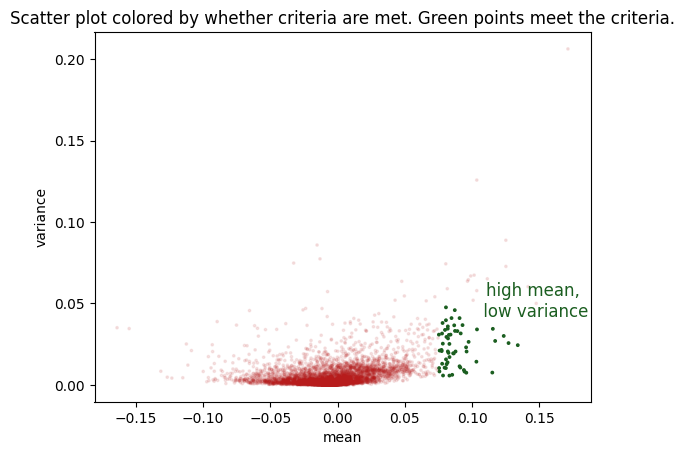 Scatter plot colored by whether criteria are met. Green points meet the criteria.
variance
0.20
0.15
0.10
0.05
0.00
high mean,
low variance
−0.15
−0.10
−0.05
0.00
0.05
0.10
0.15
mean